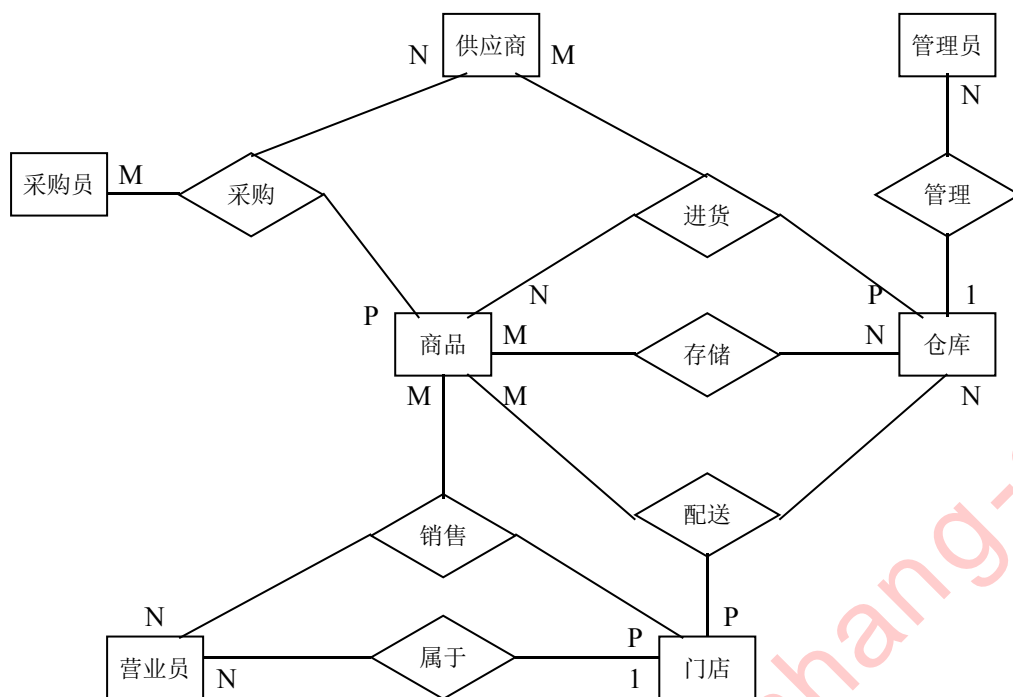 N 供应商 M 管理员
N
采购员 M 采购 管理
进货
N P 1
P 商品 M 存储 N 仓库
M M N
销售 配送
N P P
营业员 N 属于 1 门店
hang-